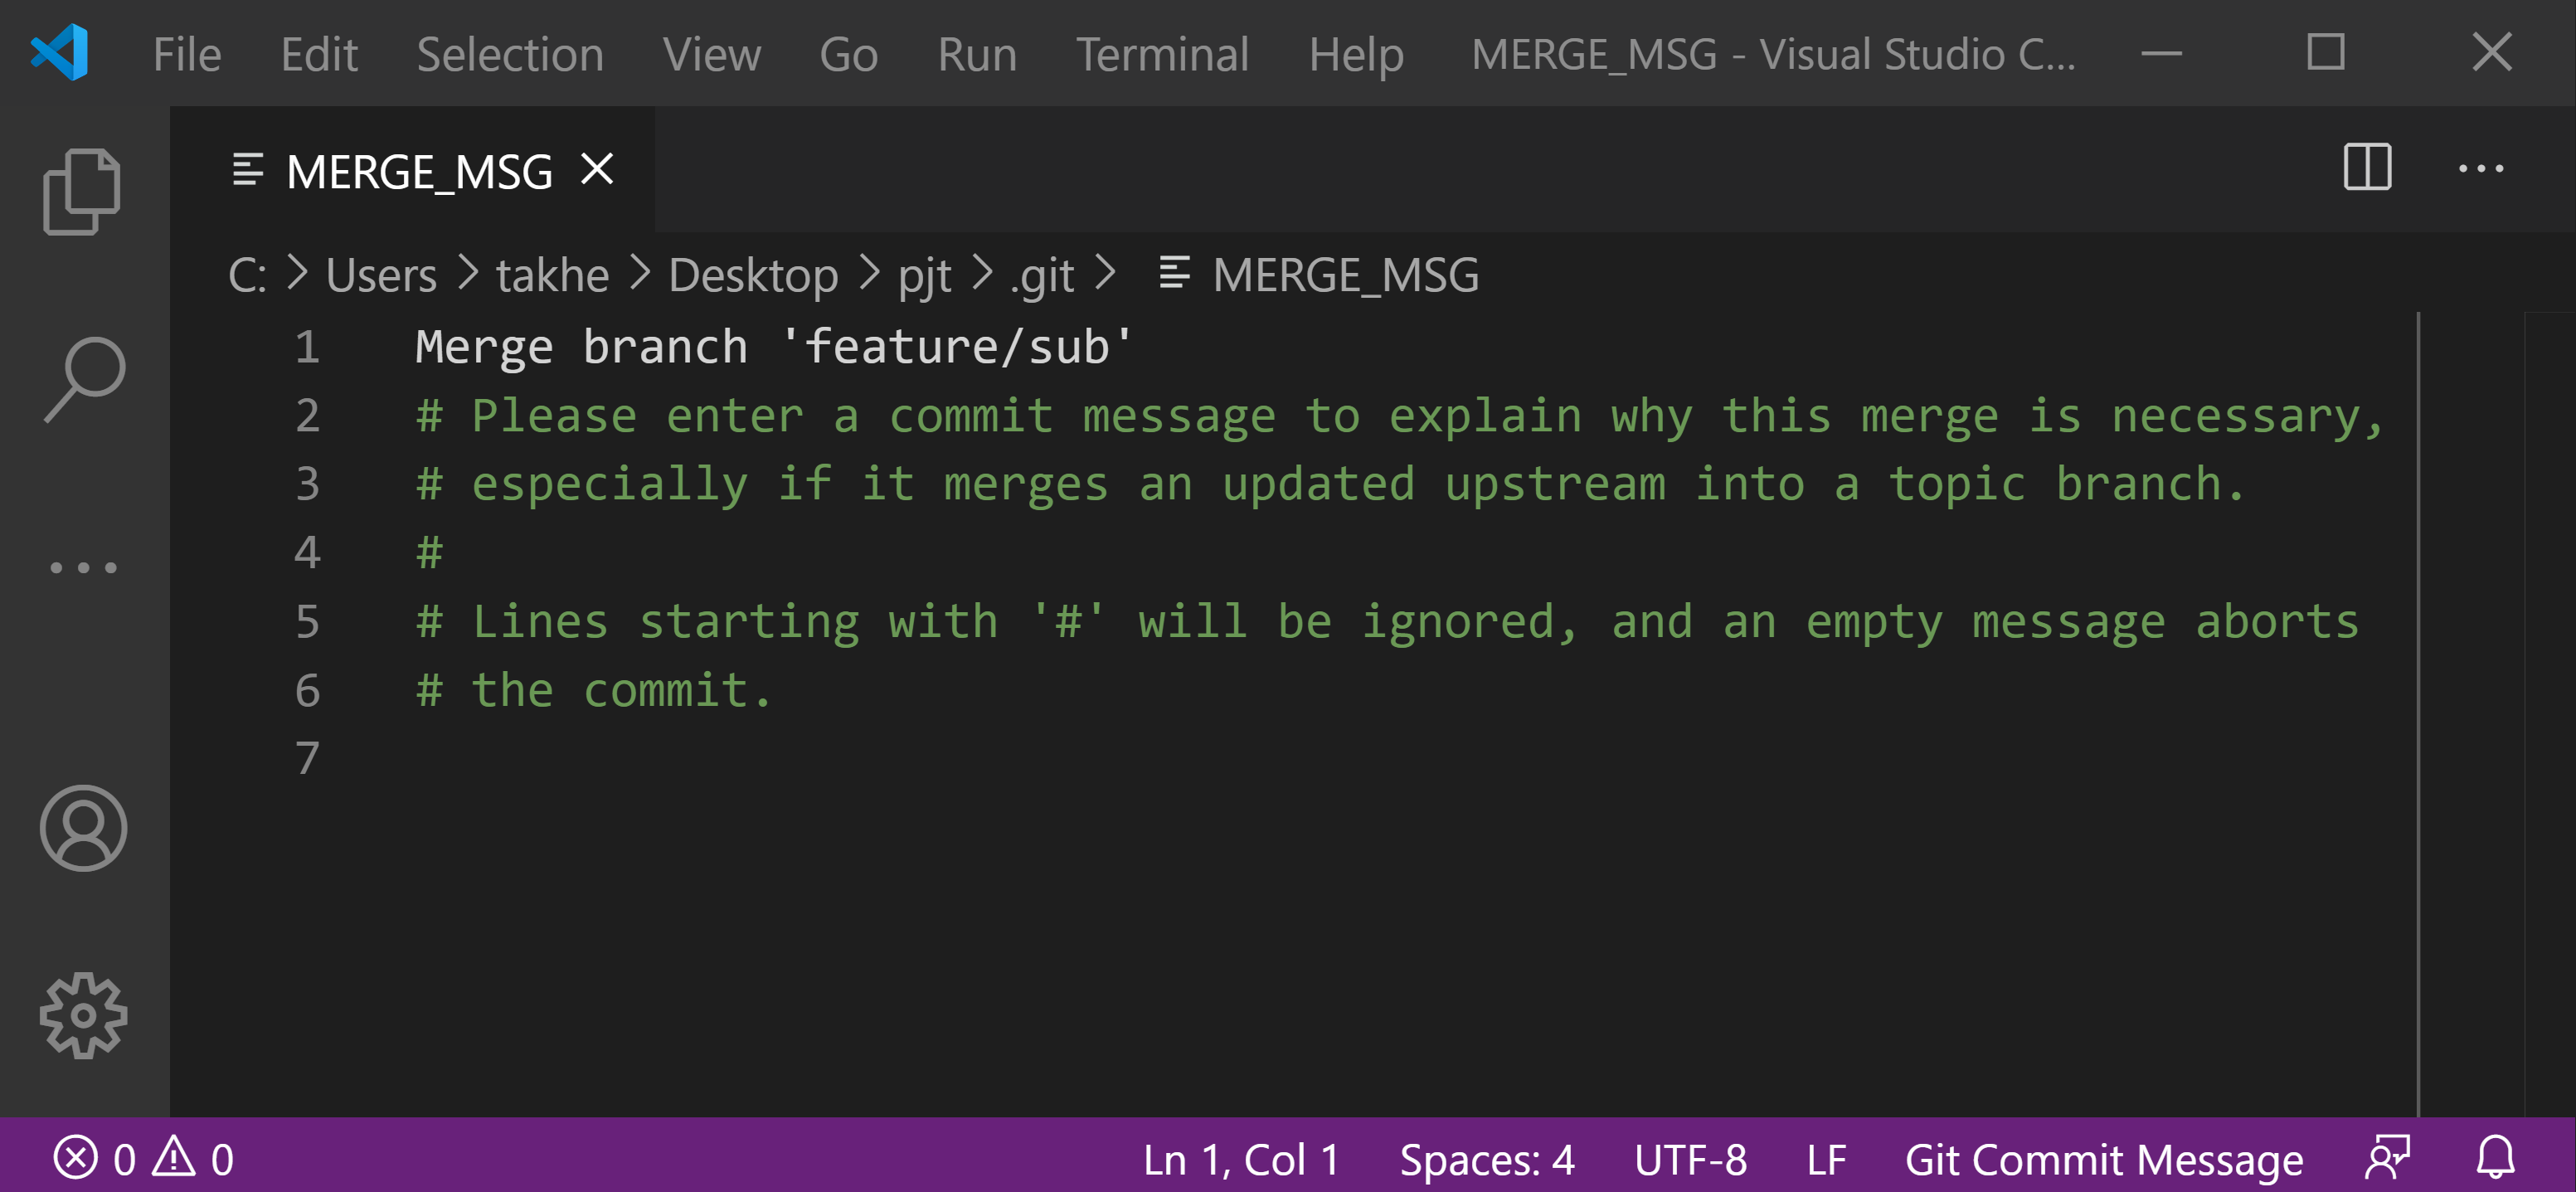 File Edit Selection View Go Run Terminal Help MERGE_MSG - Visual Studio C...
MERGE_MSG
C: Users takhe Desktop pjt .git MERGE_MSG
1 Merge branch 'feature/sub'
2 # Please enter a commit message to explain why this merge is necessary,
3 # especially if it merges an updated upstream into a topic branch.
4 #
5 # Lines starting with '#' will be ignored, and an empty message aborts
6 # the commit.
7
0 0 Ln 1, Col 1 Spaces: 4 UTF-8 LF Git Commit Message